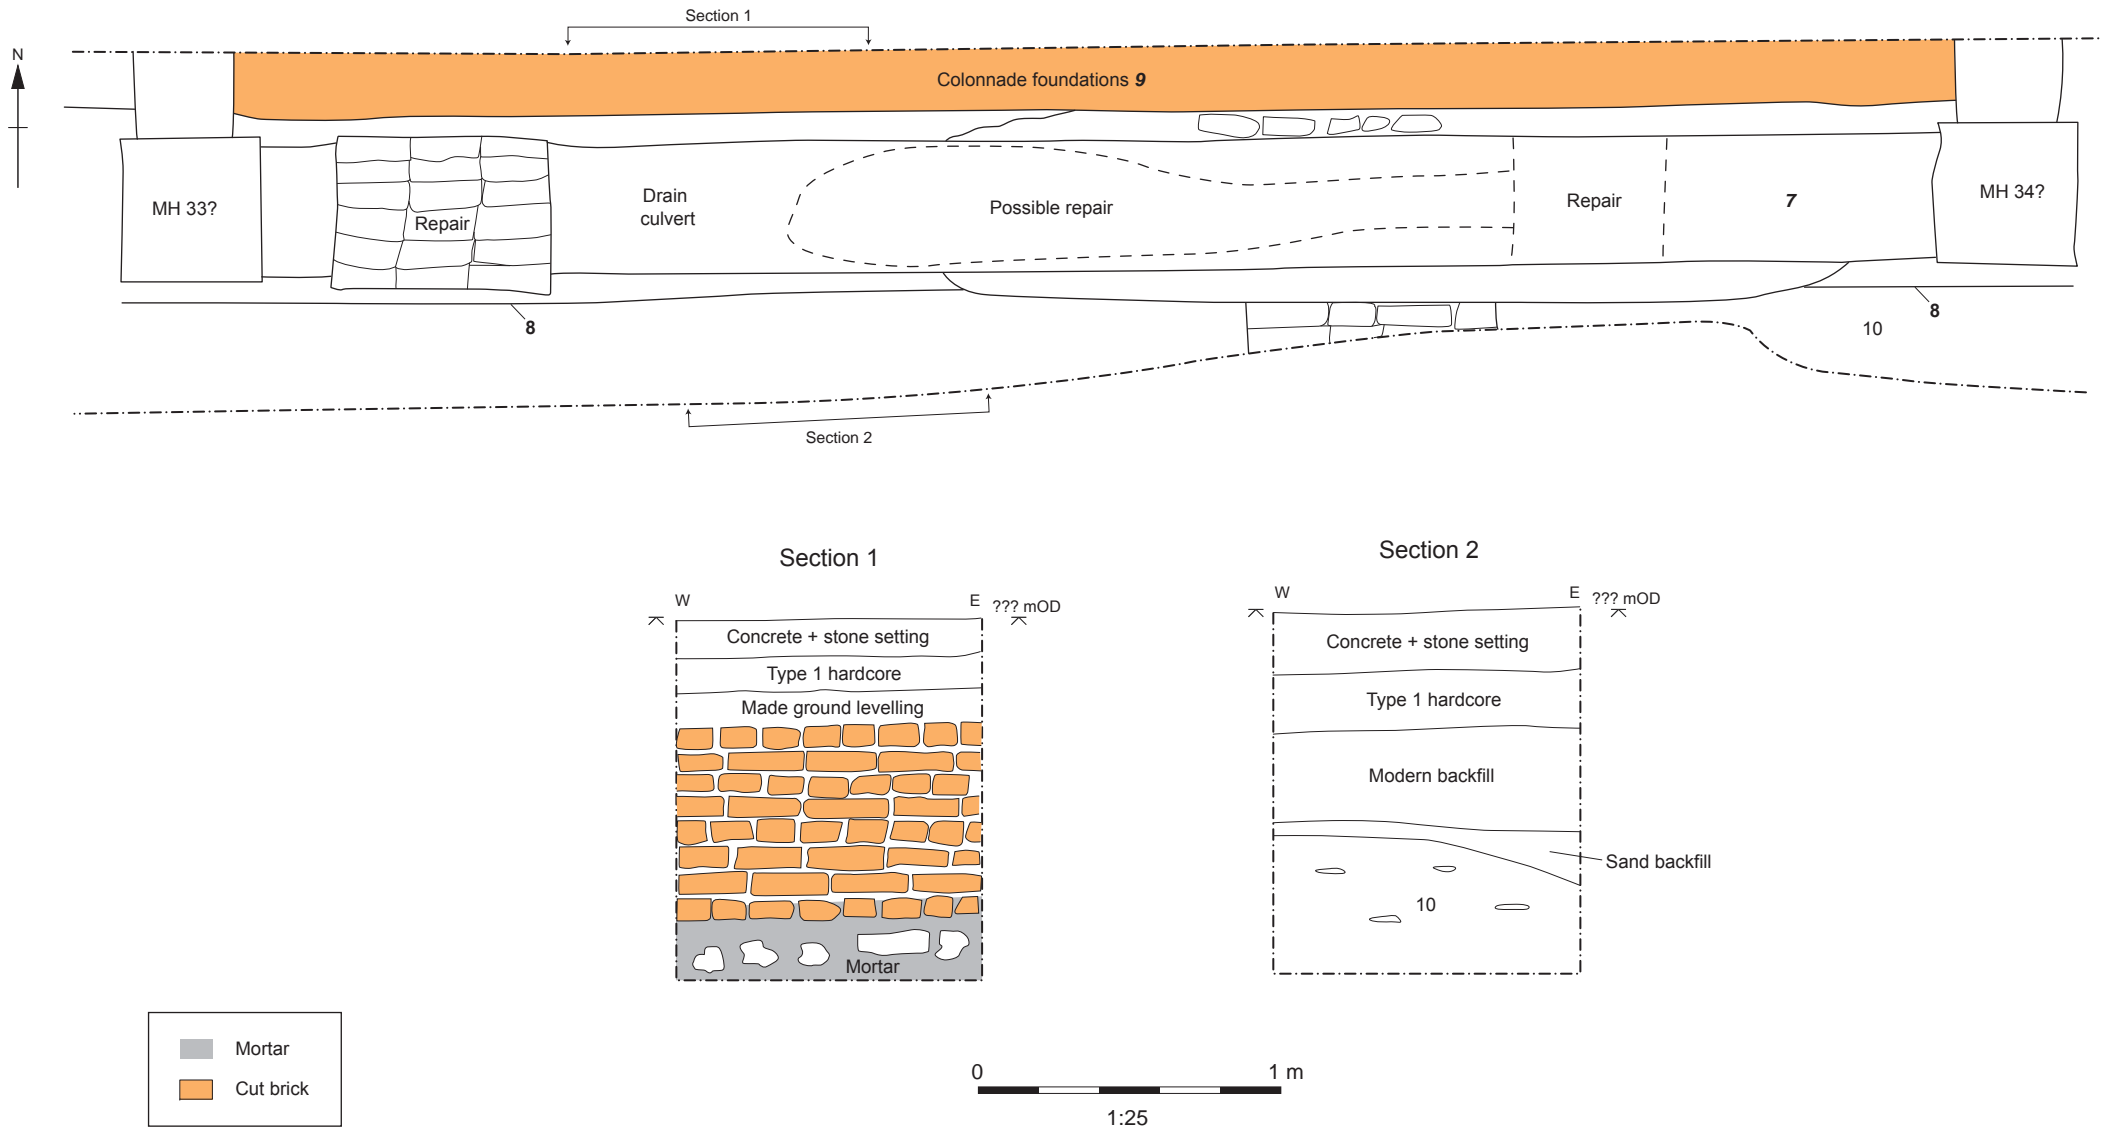 Section 1
N
Colonnade foundations 9
MH 33?
Repair
Drain
culvert
Possible repair
Repair
7
MH 34?
8
8
10
Section 2
Section 1
W
E
??? mOD
Concrete + stone setting
Type 1 hardcore
Made ground levelling
Mortar
Section 2
W
E
??? mOD
Concrete + stone setting
Type 1 hardcore
Modern backfill
Sand backfill
10
Mortar
Cut brick
0
1 m
1:25